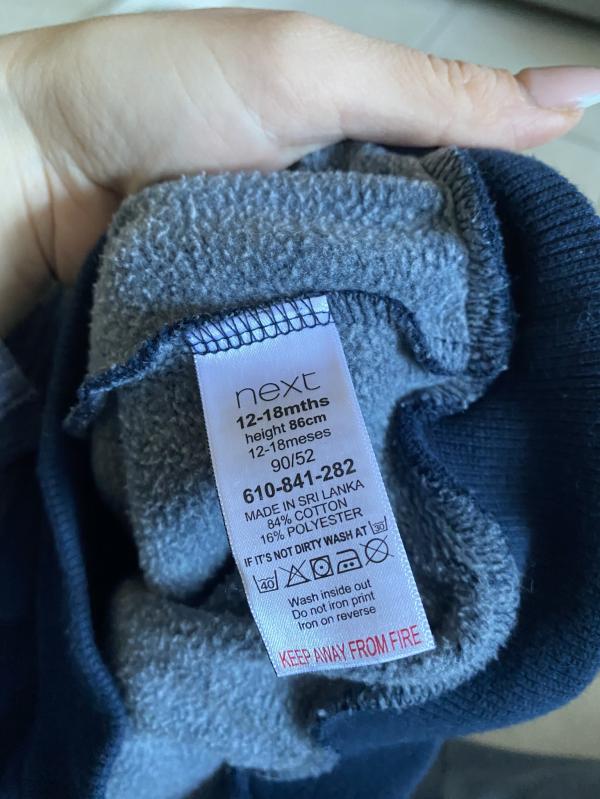 next
12-18mths
height 86cm
12-18meses
90/52
610-841-282
MADE IN SRI LANKA
84% COTTON
16% POLYESTER
IF IT'S NOT DIRTY WASH AT 30
40
Wash inside out
Do not iron print
Iron on reverse
KEEP AWAY FROM FIRE